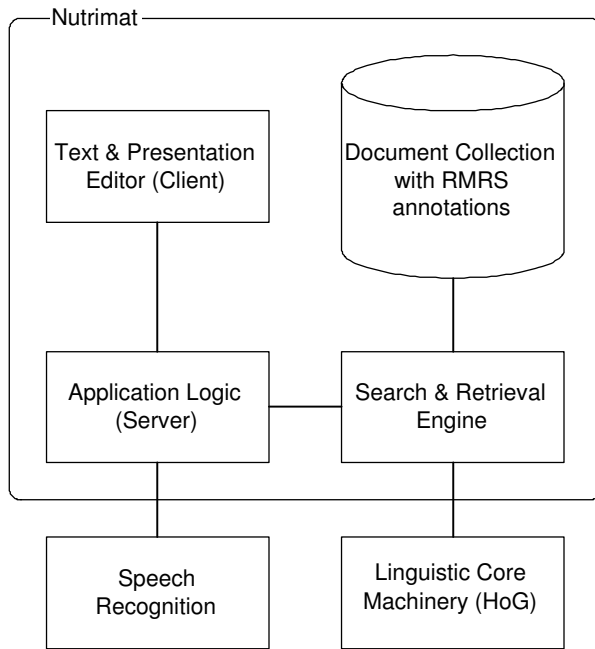 Nutrimat
Text & Presentation
Editor (Client)
Document Collection
with RMRS
annotations
Application Logic
(Server)
Search & Retrieval
Engine
Speech
Recognition
Linguistic Core
Machinery (HoG)